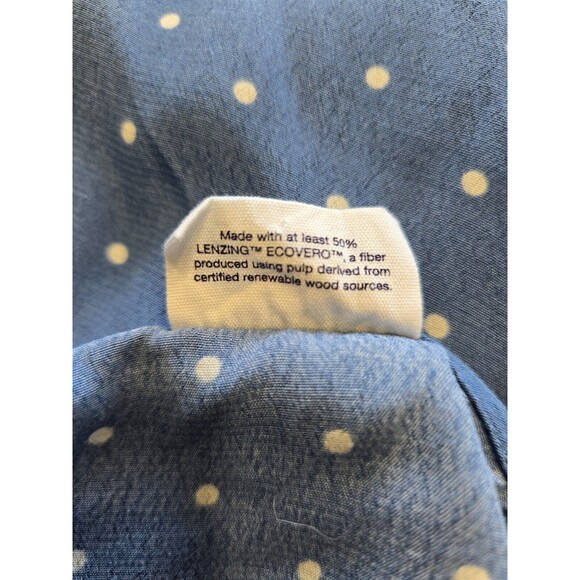 Made with at least 50%
LENZING™ ECOVERO™, a fiber
produced using pulp derived from
certified renewable wood sources.